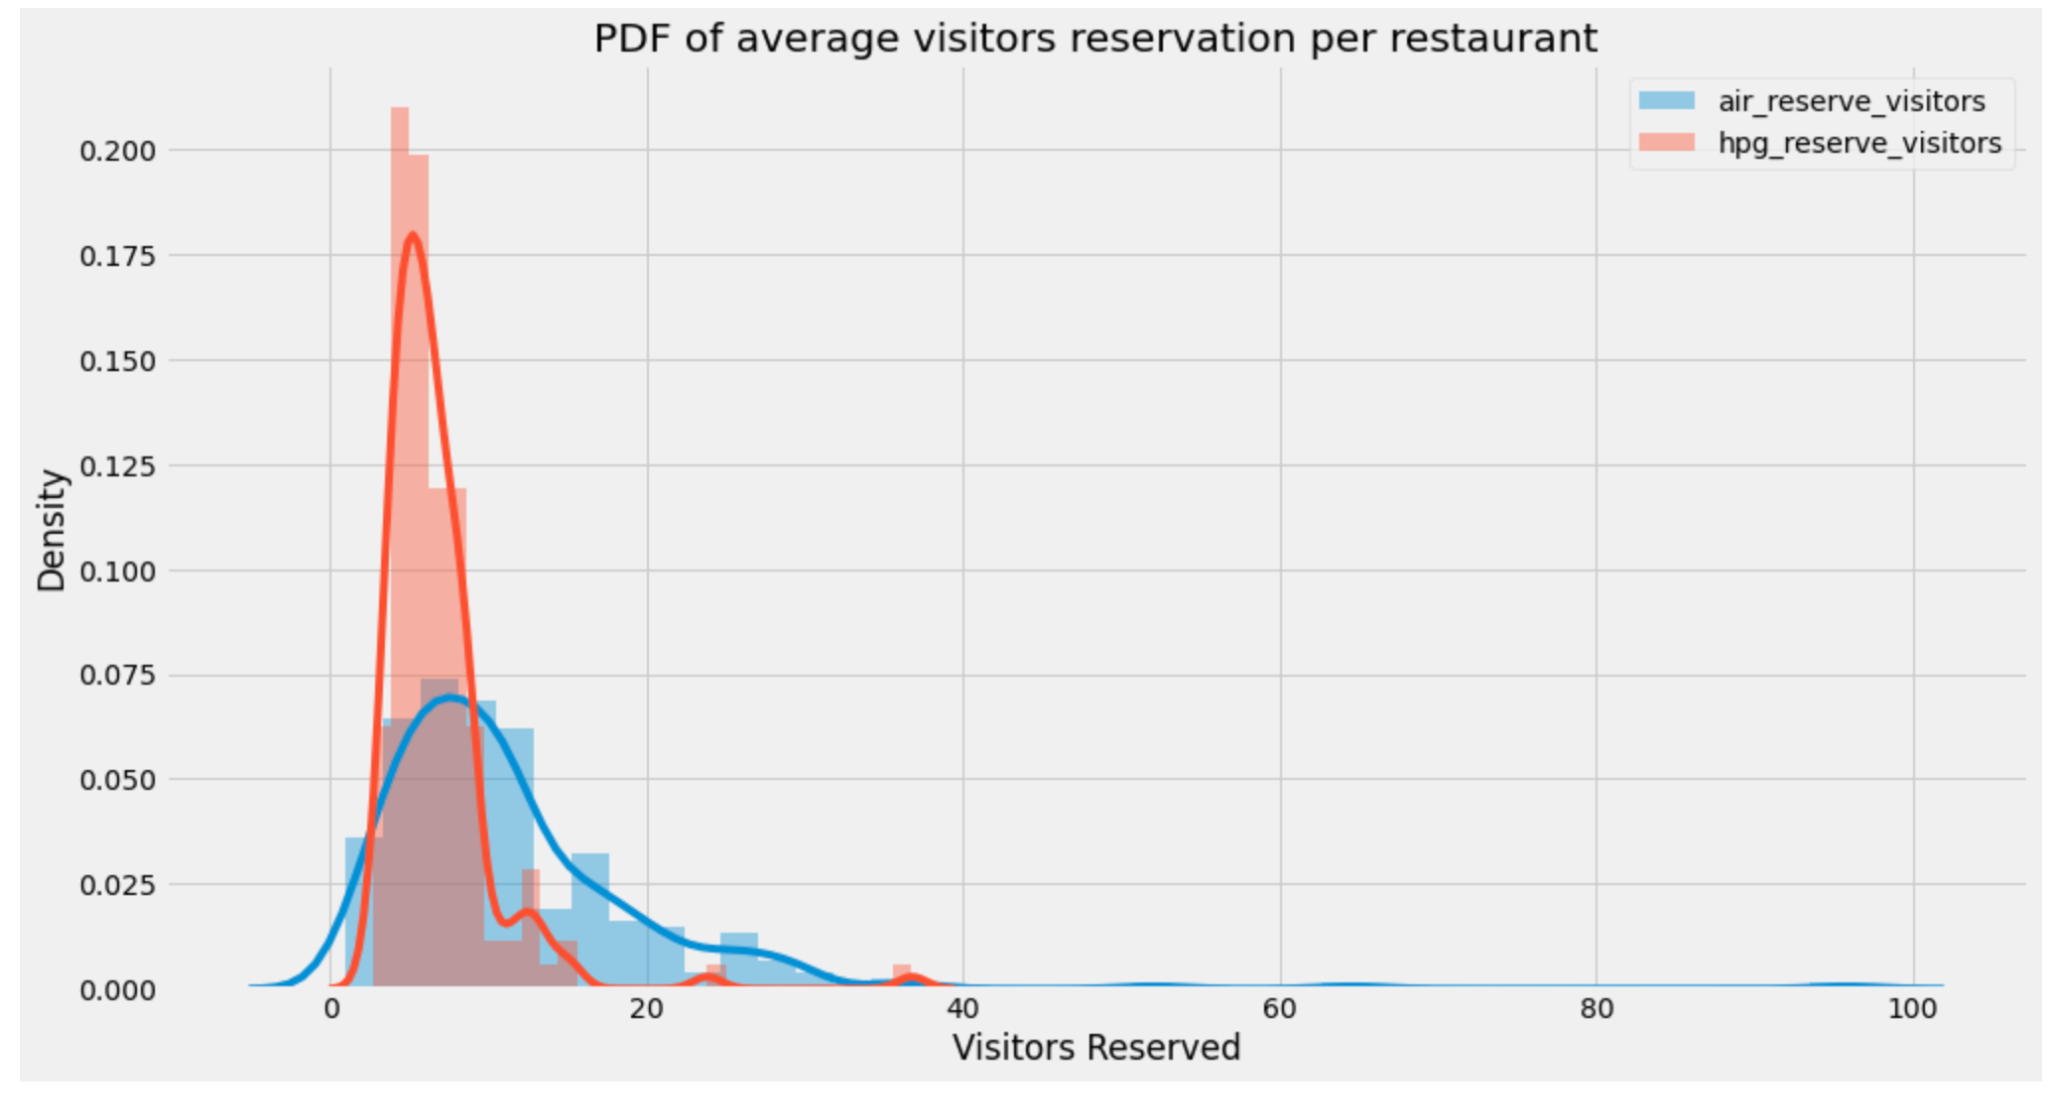 PDF of average visitors reservation per restaurant
air_reserve_visitors
hpg_reserve_visitors
0.200
0.175
0.150
0.125
0.100
0.075
0.050
0.025
0.000
Density
0 20 40 60 80 100
Visitors Reserved